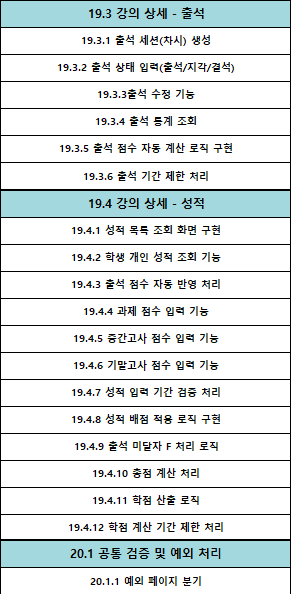 19.3 강의 상세 - 출석
19.3.1 출석 세션(차시) 생성
19.3.2 출석 상태 입력(출석/지각/결석)
19.3.3출석 수정 기능
19.3.4 출석 통계 조회
19.3.5 출석 점수 자동 계산 로직 구현
19.3.6 출석 기간 제한 처리
19.4 강의 상세 - 성적
19.4.1 성적 목록 조회 화면 구현
19.4.2 학생 개인 성적 조회 기능
19.4.3 출석 점수 자동 반영 처리
19.4.4 과제 점수 입력 기능
19.4.5 중간고사 점수 입력 기능
19.4.6 기말고사 점수 입력 기능
19.4.7 성적 입력 기간 검증 처리
19.4.8 성적 배점 적용 로직 구현
19.4.9 출석 미달자 F 처리 로직
19.4.10 총점 계산 처리
19.4.11 학점 산출 로직
19.4.12 학점 계산 기간 제한 처리
20.1 공통 검증 및 예외 처리
20.1.1 예외 페이지 분기